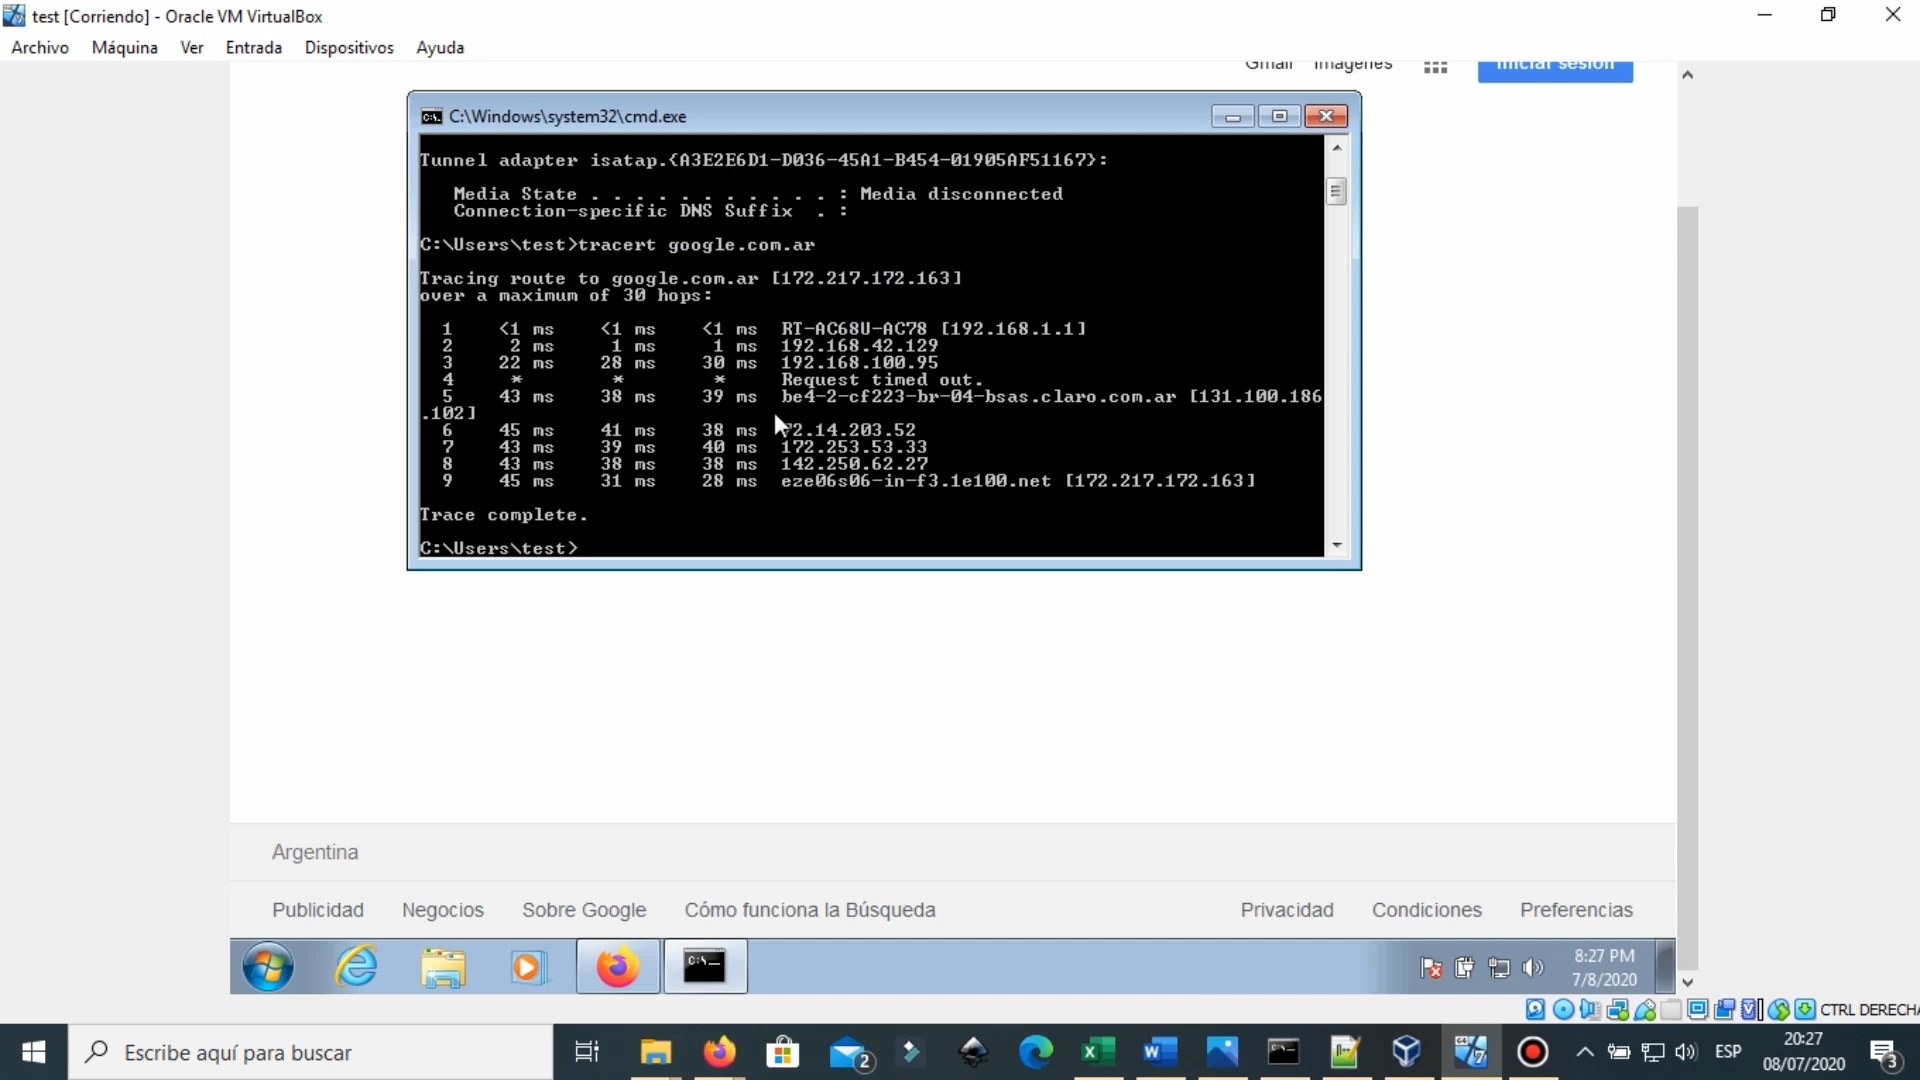 test [Corriendo] - Oracle VM VirtualBox
Archivo Máquina Ver Entrada Dispositivos Ayuda
Gmail Imágenes Iniciar sesión
C:\Windows\system32\cmd.exe
Tunnel adapter isatap.{A3E2E6D1-D036-45A1-B454-01905AF51167}:
Media State . . . . . . . . . . . : Media disconnected
Connection-specific DNS Suffix . :
C:\Users\test>tracert google.com.ar
Tracing route to google.com.ar [172.217.172.163]
over a maximum of 30 hops:
1 <1 ms <1 ms <1 ms RT-AC68U-AC78 [192.168.1.1]
2 2 ms 1 ms 1 ms 192.168.42.129
3 22 ms 28 ms 30 ms 192.168.100.95
4 * * * Request timed out.
5 43 ms 38 ms 39 ms be4-2-cf223-br-04-bsas.claro.com.ar [131.100.186
.102]
6 45 ms 41 ms 38 ms 72.14.203.52
7 43 ms 39 ms 40 ms 172.253.53.33
8 43 ms 38 ms 38 ms 142.250.62.27
9 45 ms 31 ms 28 ms eze06s06-in-f3.1e100.net [172.217.172.163]
Trace complete.
C:\Users\test>
Argentina
Publicidad Negocios Sobre Google Cómo funciona la Búsqueda Privacidad Condiciones Preferencias
8:27 PM
7/8/2020
CTRL DERECHA
Escribe aquí para buscar
2
ESP
20:27
08/07/2020
3